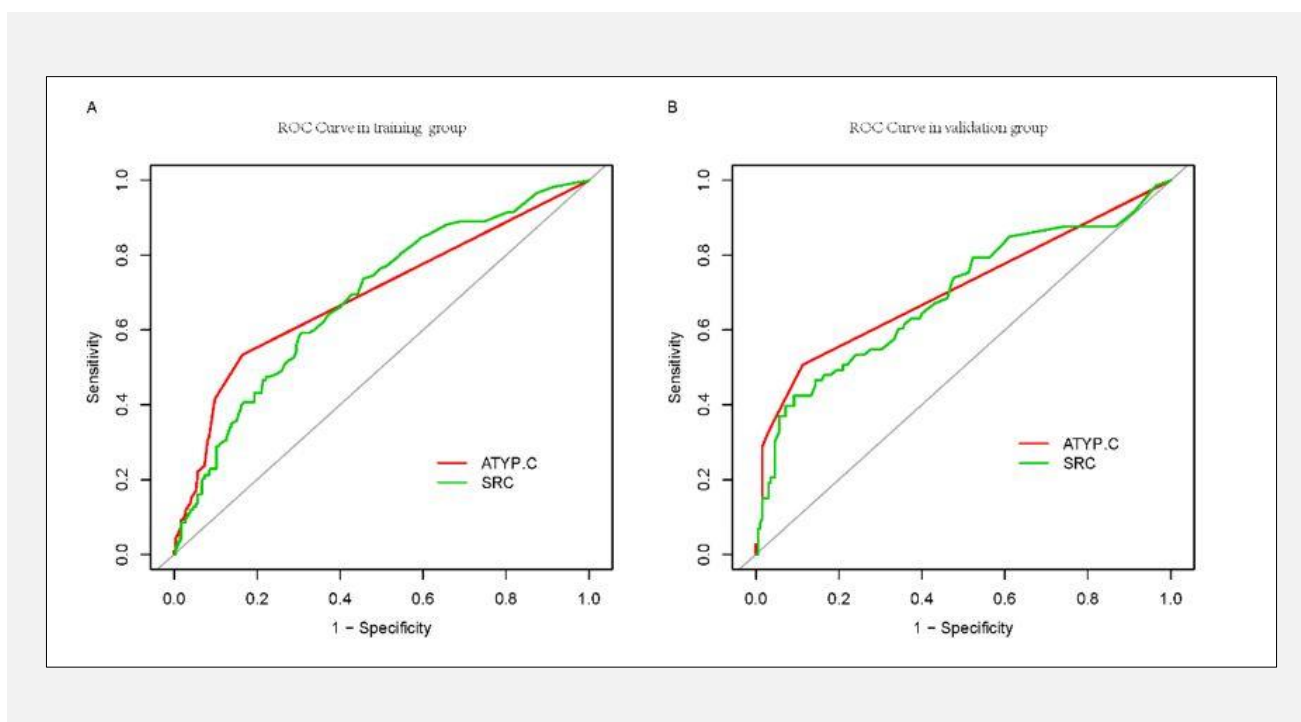 A
ROC Curve in training group
1.0
0.8
0.6
0.4
0.2
0.0
Sensitivity
ATYP.C
SRC
0.0 0.2 0.4 0.6 0.8 1.0
1 − Specificity
B
ROC Curve in validation group
1.0
0.8
0.6
0.4
0.2
0.0
Sensitivity
ATYP.C
SRC
0.0 0.2 0.4 0.6 0.8 1.0
1 − Specificity